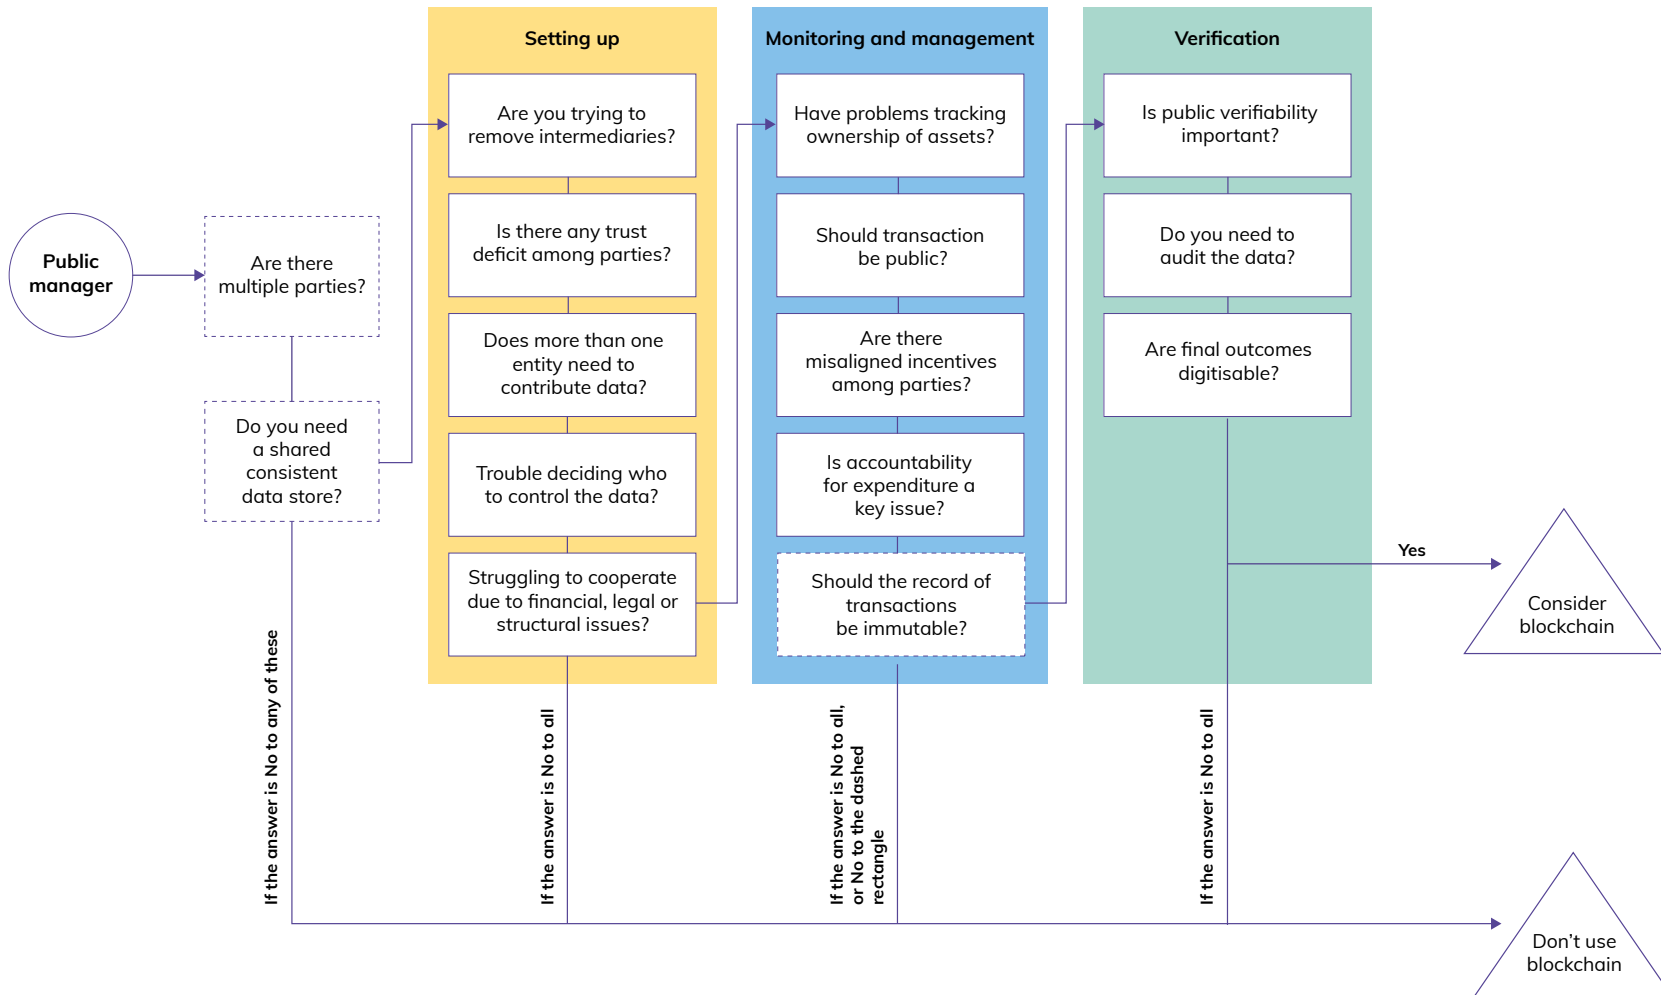 Public
manager
Are there
multiple parties?
Do you need
a shared
consistent
data store?
If the answer is No to any of these
Setting up
Are you trying to
remove intermediaries?
Is there any trust
deficit among parties?
Does more than one
entity need to
contribute data?
Trouble deciding who
to control the data?
Struggling to cooperate
due to financial, legal or
structural issues?
If the answer is No to all
Monitoring and management
Have problems tracking
ownership of assets?
Should transaction
be public?
Are there
misaligned incentives
among parties?
Is accountability
for expenditure a
key issue?
Should the record of
transactions
be immutable?
If the answer is No to all,
or No to the dashed
rectangle
Verification
Is public verifiability
important?
Do you need to
audit the data?
Are final outcomes
digitisable?
If the answer is No to all
Yes
Consider
blockchain
Don’t use
blockchain